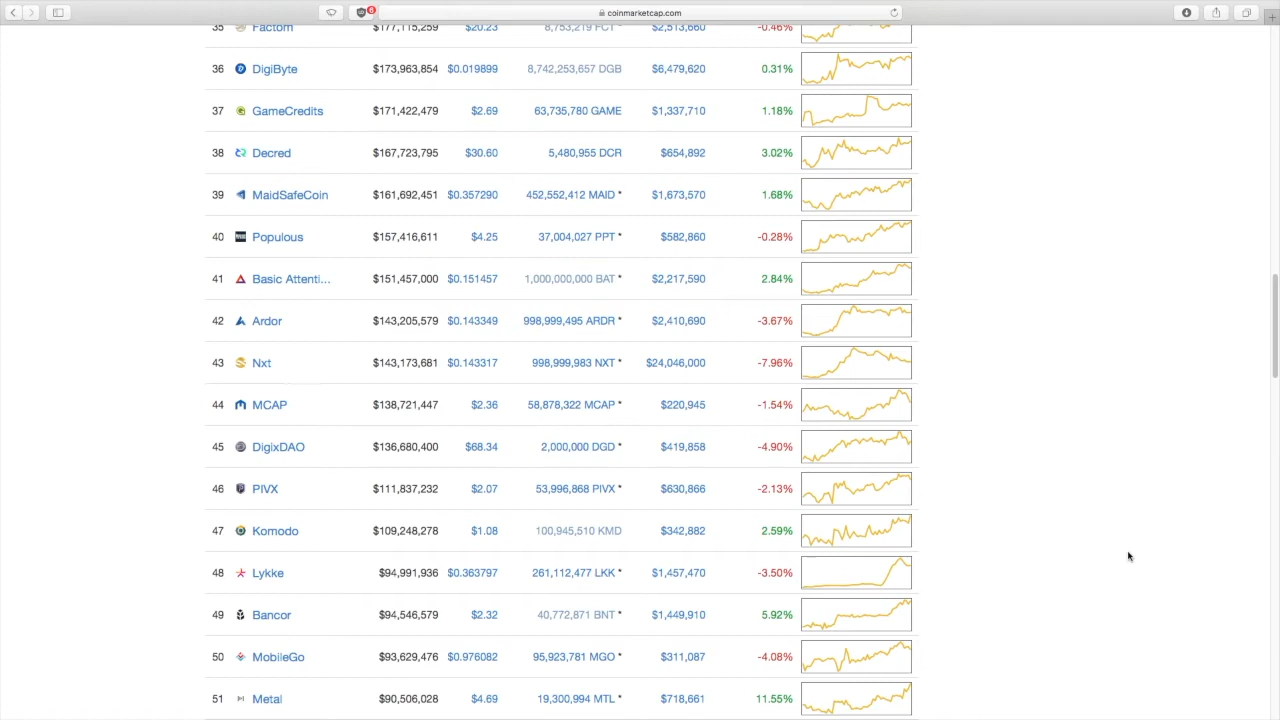 6
coinmarketcap.com
35 Factom $177,115,259 $20.23 8,753,219 FCT * $2,513,660 -0.46%
36 DigiByte $173,963,854 $0.019899 8,742,253,657 DGB $6,479,620 0.31%
37 GameCredits $171,422,479 $2.69 63,735,780 GAME $1,337,710 1.18%
38 Decred $167,723,795 $30.60 5,480,955 DCR $654,892 3.02%
39 MaidSafeCoin $161,692,451 $0.357290 452,552,412 MAID * $1,673,570 1.68%
40 Populous $157,416,611 $4.25 37,004,027 PPT * $582,860 -0.28%
41 Basic Attenti... $151,457,000 $0.151457 1,000,000,000 BAT * $2,217,590 2.84%
42 Ardor $143,205,579 $0.143349 998,999,495 ARDR * $2,410,690 -3.67%
43 Nxt $143,173,681 $0.143317 998,999,983 NXT * $24,046,000 -7.96%
44 MCAP $138,721,447 $2.36 58,878,322 MCAP * $220,945 -1.54%
45 DigixDAO $136,680,400 $68.34 2,000,000 DGD * $419,858 -4.90%
46 PIVX $111,837,232 $2.07 53,996,868 PIVX * $630,866 -2.13%
47 Komodo $109,248,278 $1.08 100,945,510 KMD $342,882 2.59%
48 Lykke $94,991,536 $0.363797 261,112,477 LKK * $1,457,470 -3.50%
49 Bancor $94,546,579 $2.32 40,772,871 BNT * $1,449,910 5.92%
50 MobileGo $93,629,476 $0.976082 95,923,781 MGO * $311,087 -4.08%
51 Metal $90,506,028 $4.69 19,300,994 MTL * $718,661 11.55%